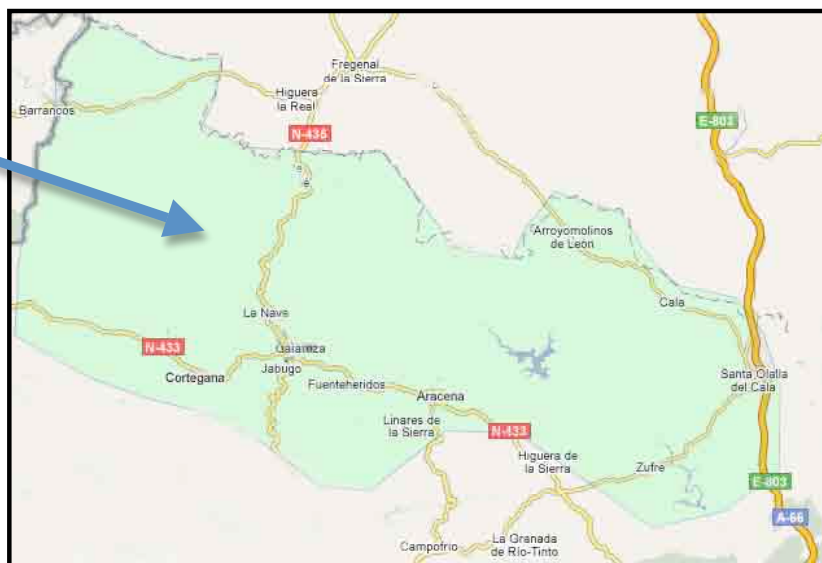 Fregenal
de la Sierra
Higuera
la Real
Barrancos
N-435
E-803
Arroyomolinos
de León
Cala
La Nava
N-433
Jabugo
Cortegana
Fuenteheridos
Aracena
Santa Olalla
del Cala
Linares de
la Sierra
N-433
Higuera de
la Sierra
Zufre
E-803
A-66
Campofrío
La Granada
de Río-Tinto